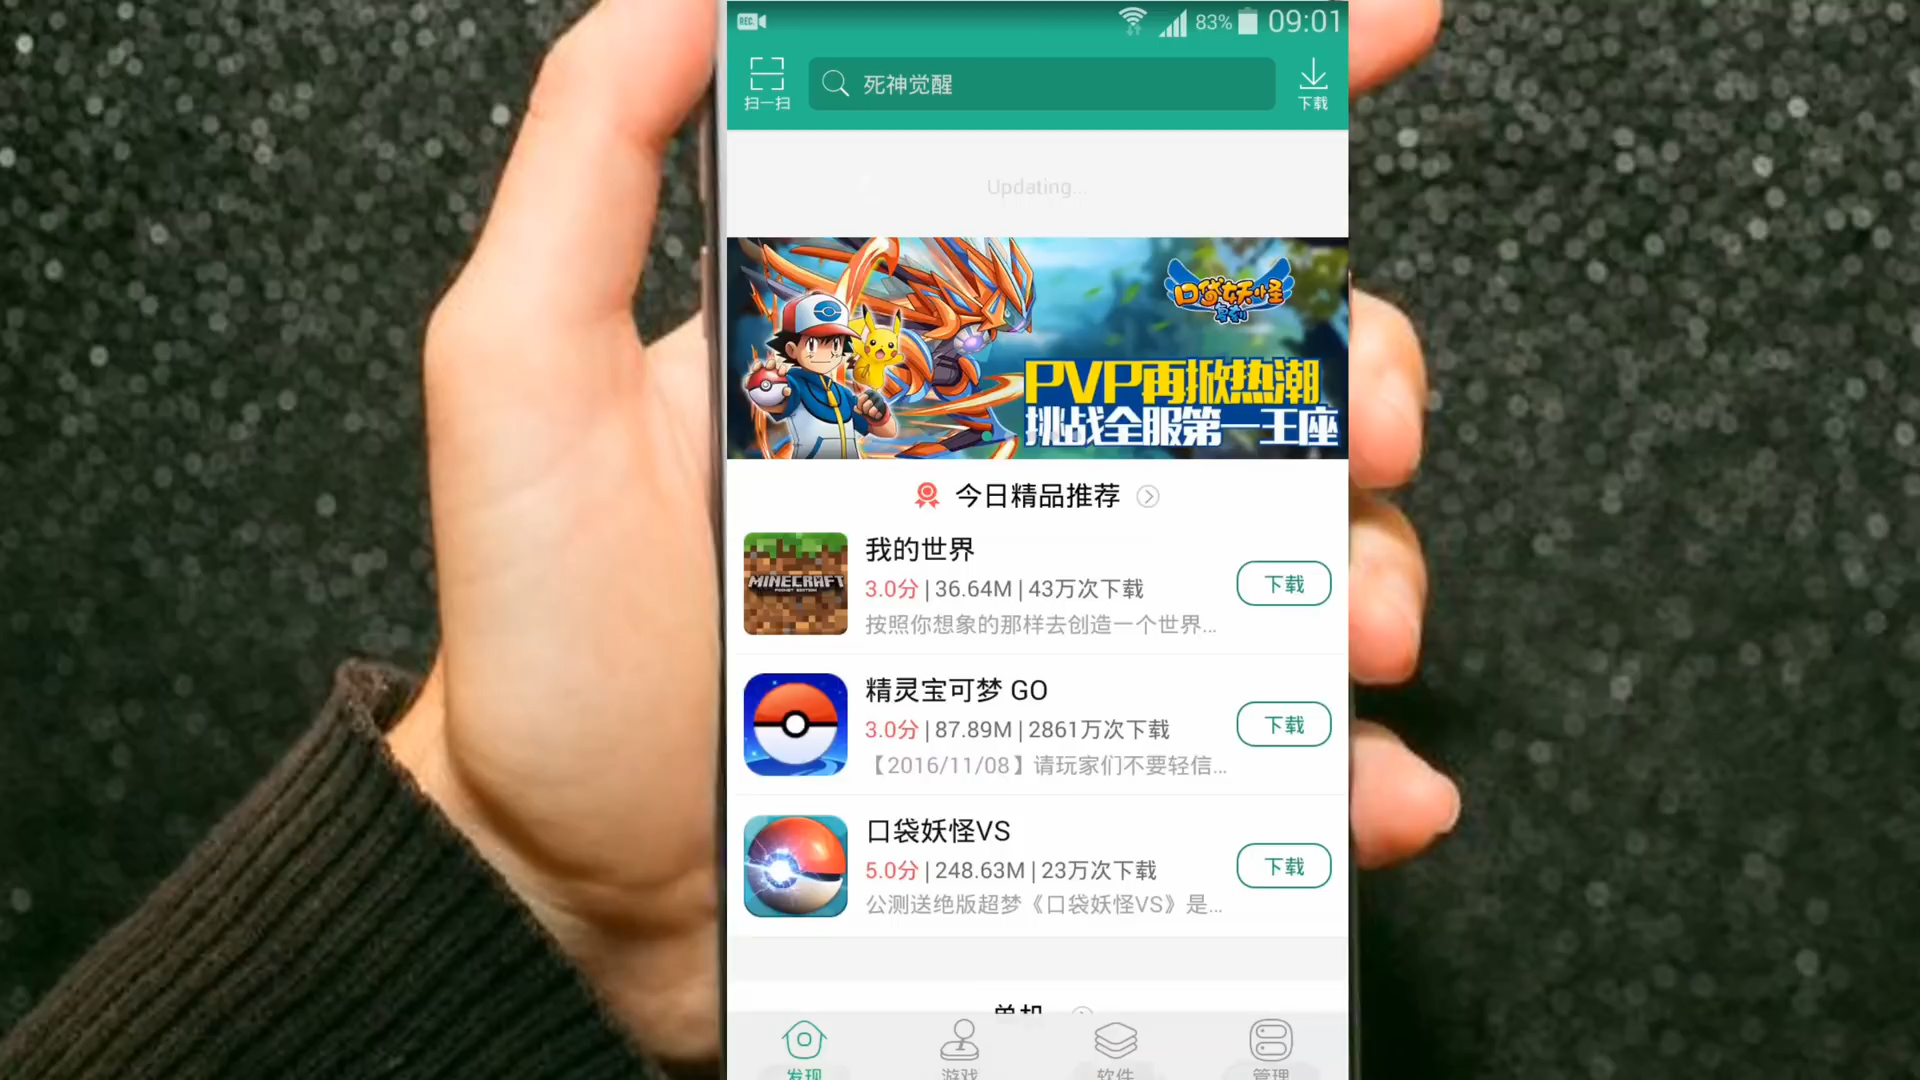 REC
83%
09:01
扫一扫
死神觉醒
下载
Updating...
口袋妖怪
PVP再掀热潮
挑战全服第一王座
今日精品推荐
MINECRAFT
POCKET EDITION
我的世界
3.0分 | 36.64M | 43万次下载
按照你想象的那样去创造一个世界...
下载
精灵宝可梦 GO
3.0分 | 87.89M | 2861万次下载
【2016/11/08】请玩家们不要轻信...
下载
口袋妖怪VS
5.0分 | 248.63M | 23万次下载
公测送绝版超梦《口袋妖怪VS》是...
下载
单机
发现
游戏
软件
管理